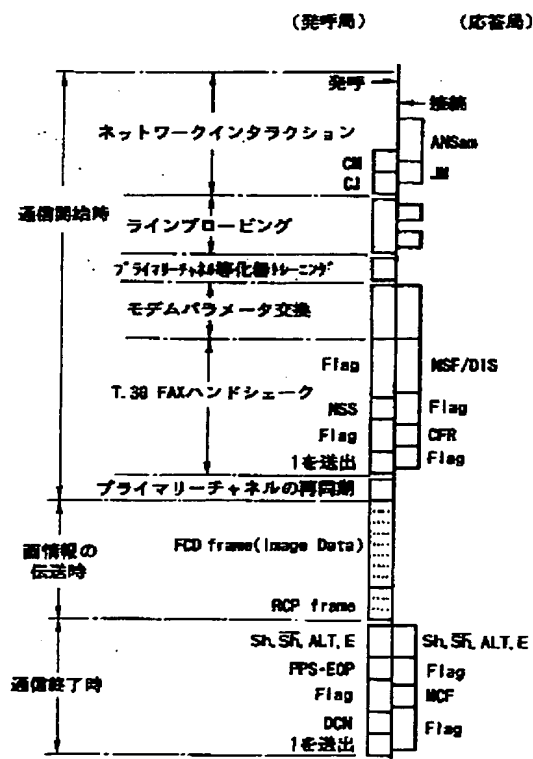 (発呼局) (応答局)
発呼
接続
ネットワークインタラクション
ANSam
CM
JM
CJ
通信開始時
ラインプロービング
プライマリーチャネル等化器トレーニング
モデムパラメータ交換
Flag NSF/DIS
T.30 FAXハンドシェーク
NSS Flag
Flag CFR
1を送出 Flag
プライマリーチャネルの再同期
画情報の
伝送時
FCD frame(Image Data)
RCP frame
Sh,S̅h̅,ALT,E Sh,S̅h̅,ALT,E
PPS・EOP Flag
通信終了時
Flag MCF
DCN Flag
1を送出